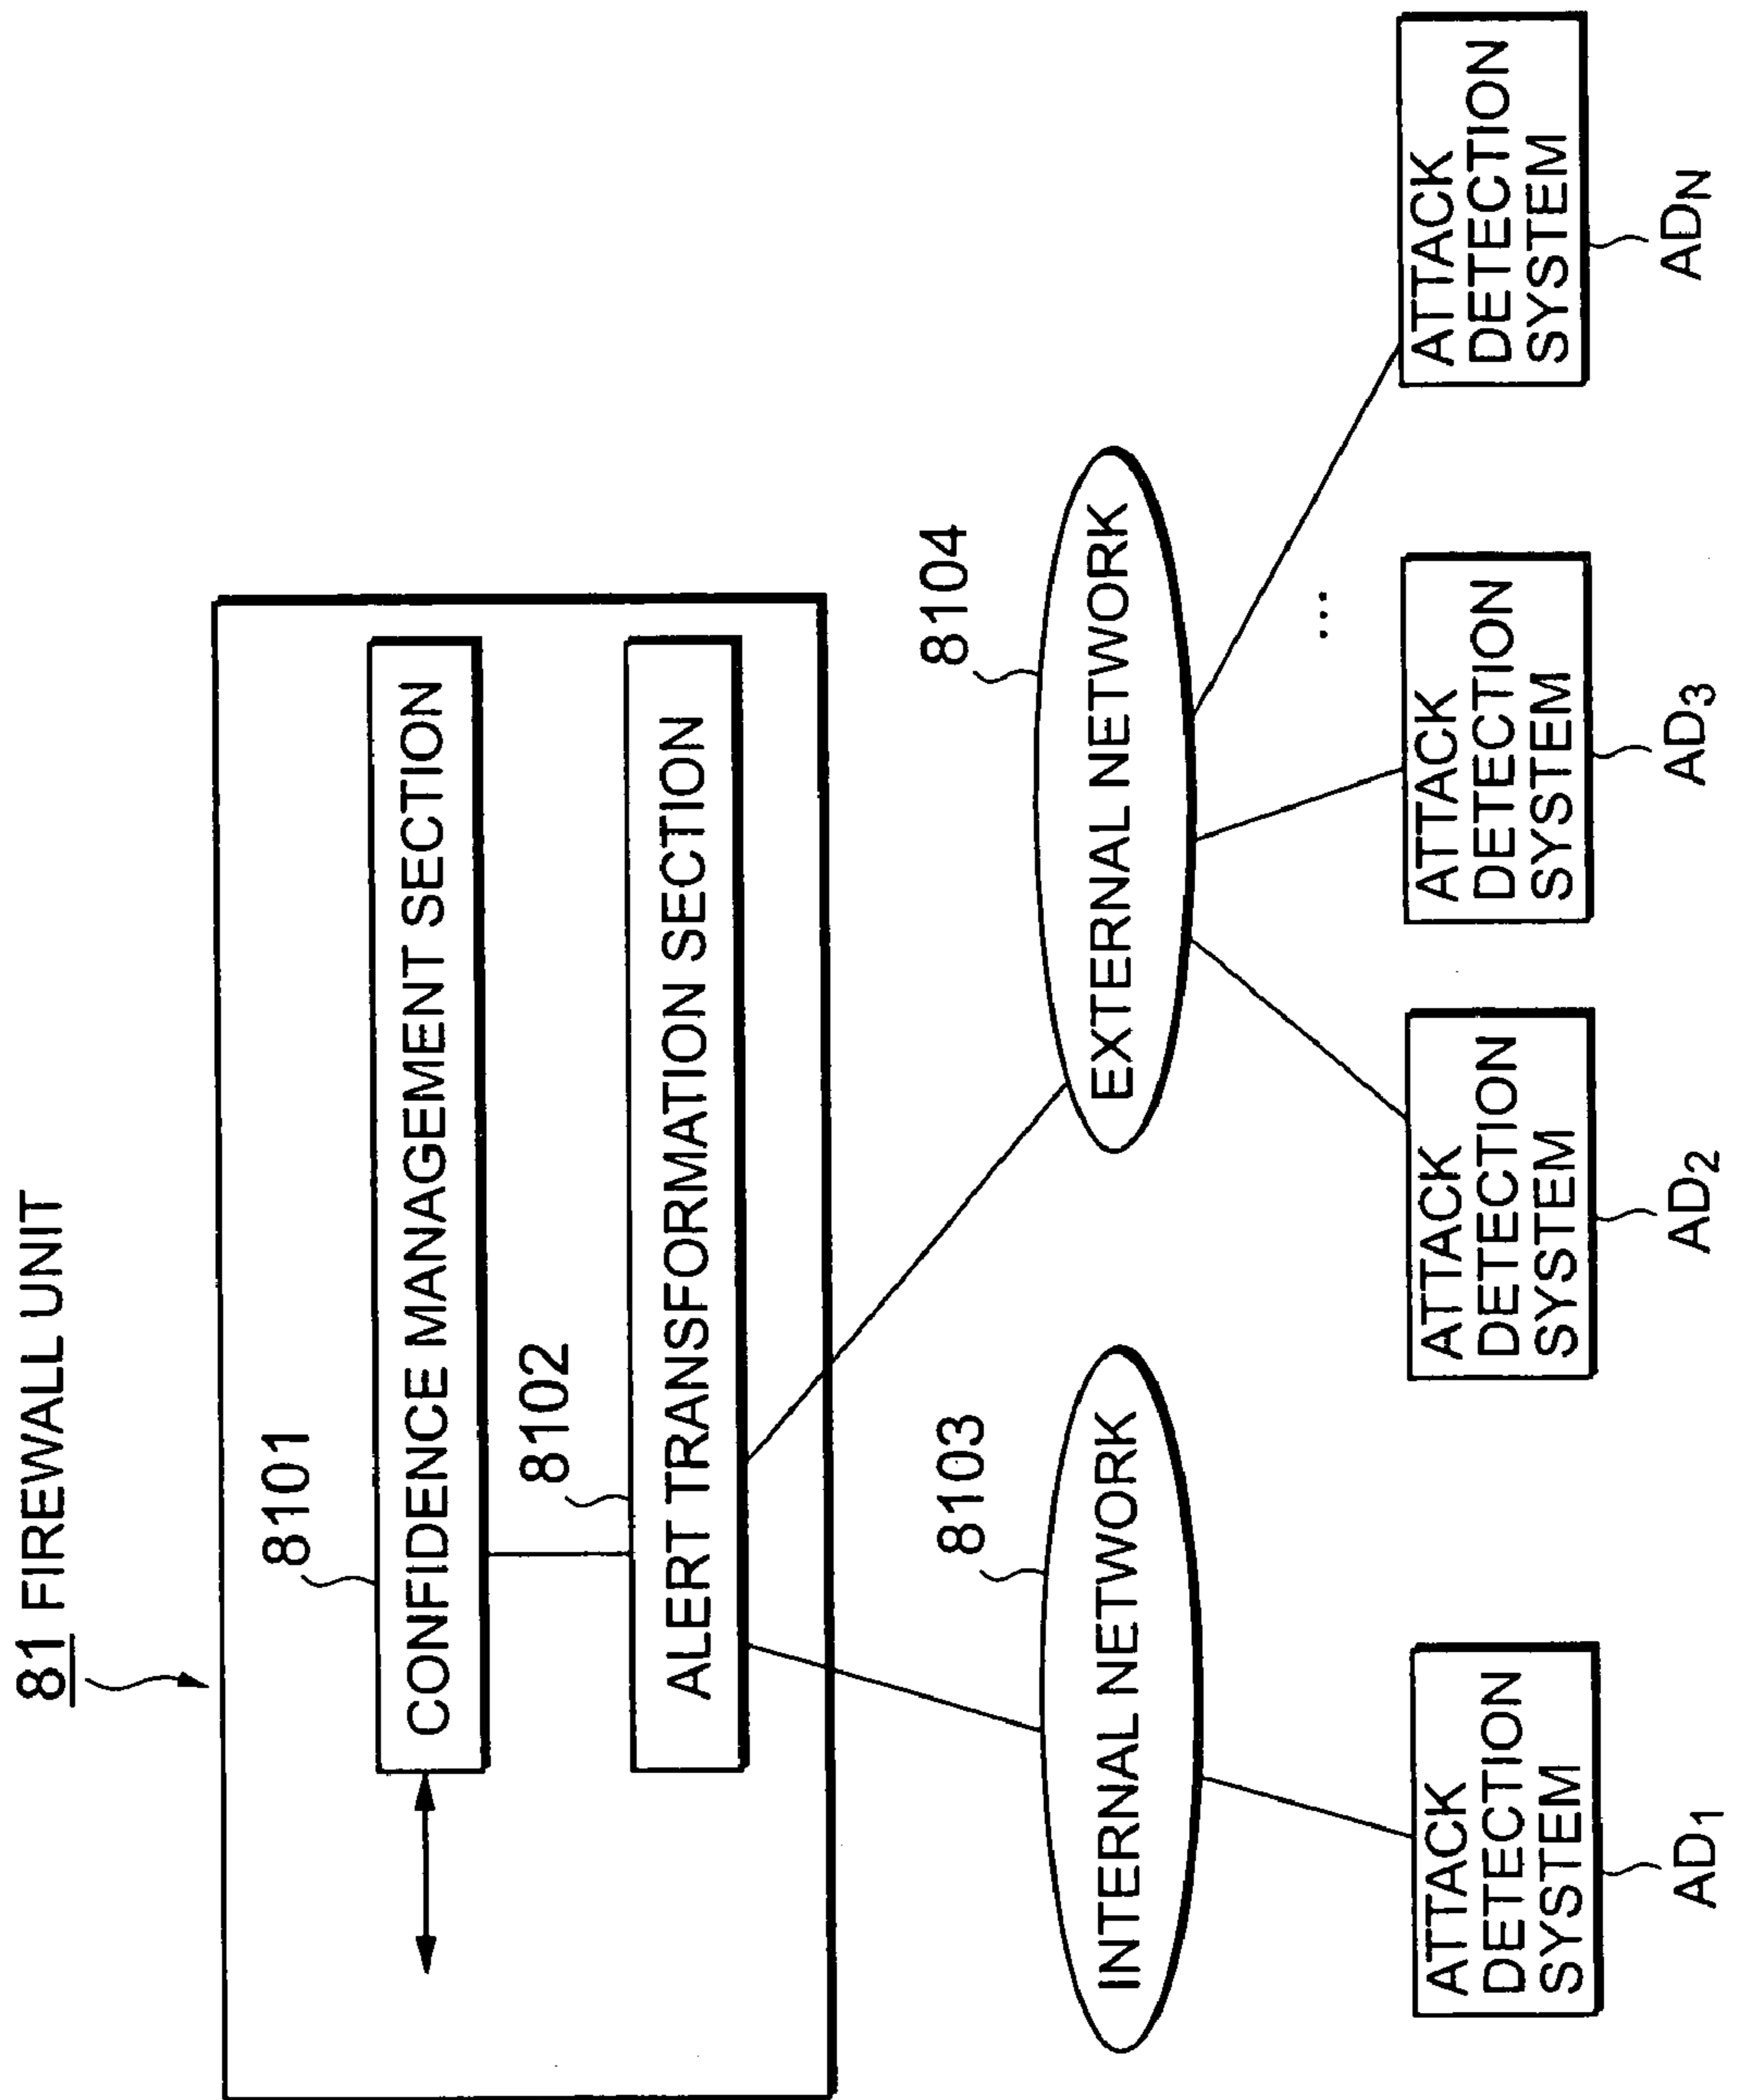 81 FIREWALL UNIT
8101
CONFIDENCE MANAGEMENT SECTION
8102
ALERT TRANSFORMATION SECTION
8103
INTERNAL NETWORK
8104
EXTERNAL NETWORK
ATTACK
DETECTION
SYSTEM
AD1
ATTACK
DETECTION
SYSTEM
AD2
ATTACK
DETECTION
SYSTEM
AD3
...
ATTACK
DETECTION
SYSTEM
ADN